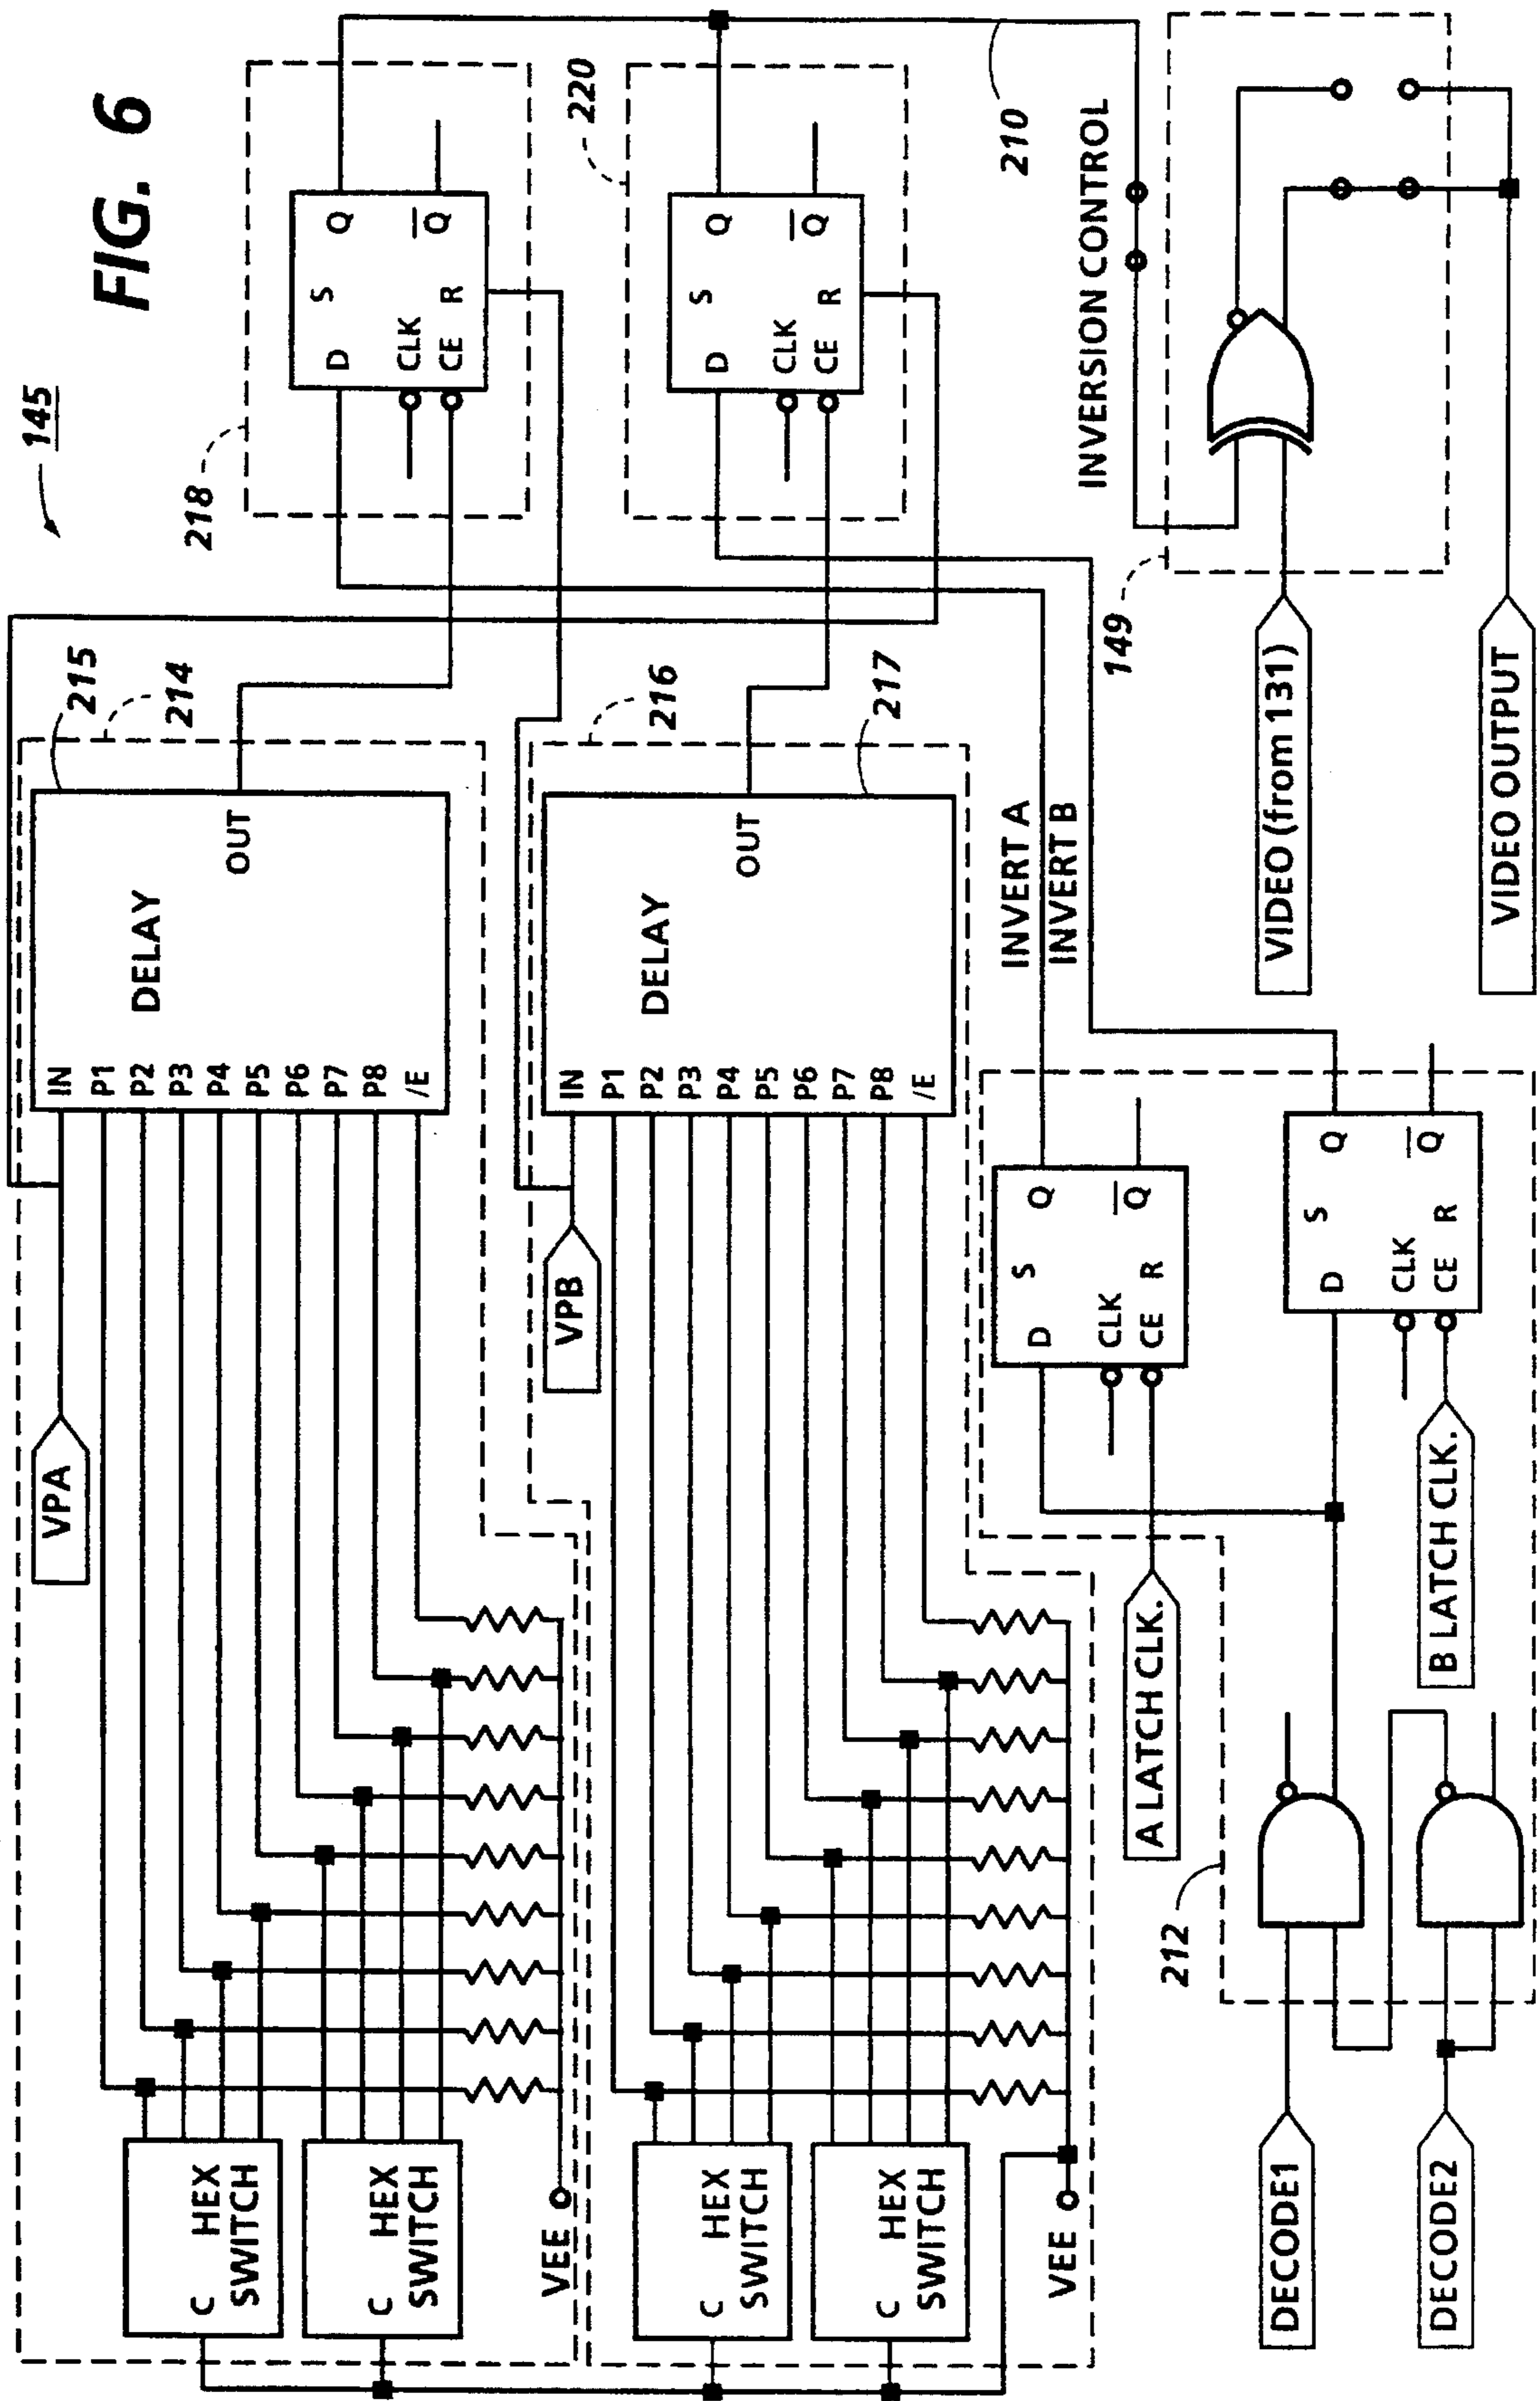 FIG. 6
145
VPA
IN
P1
P2
P3
P4
P5
P6
P7
P8
/E
DELAY
OUT
215
214
C
HEX
SWITCH
C
HEX
SWITCH
VEE
218
D
S
Q
CLK
Q
CE
R
VPB
IN
P1
P2
P3
P4
P5
P6
P7
P8
/E
DELAY
OUT
216
217
C
HEX
SWITCH
C
HEX
SWITCH
VEE
220
D
S
Q
CLK
Q
CE
R
210
INVERT A
INVERT B
INVERSION CONTROL
D
S
Q
CLK
Q
CE
R
A LATCH CLK.
149
212
D
S
Q
CLK
Q
CE
R
B LATCH CLK.
DECODE1
DECODE2
VIDEO (from 131)
VIDEO OUTPUT